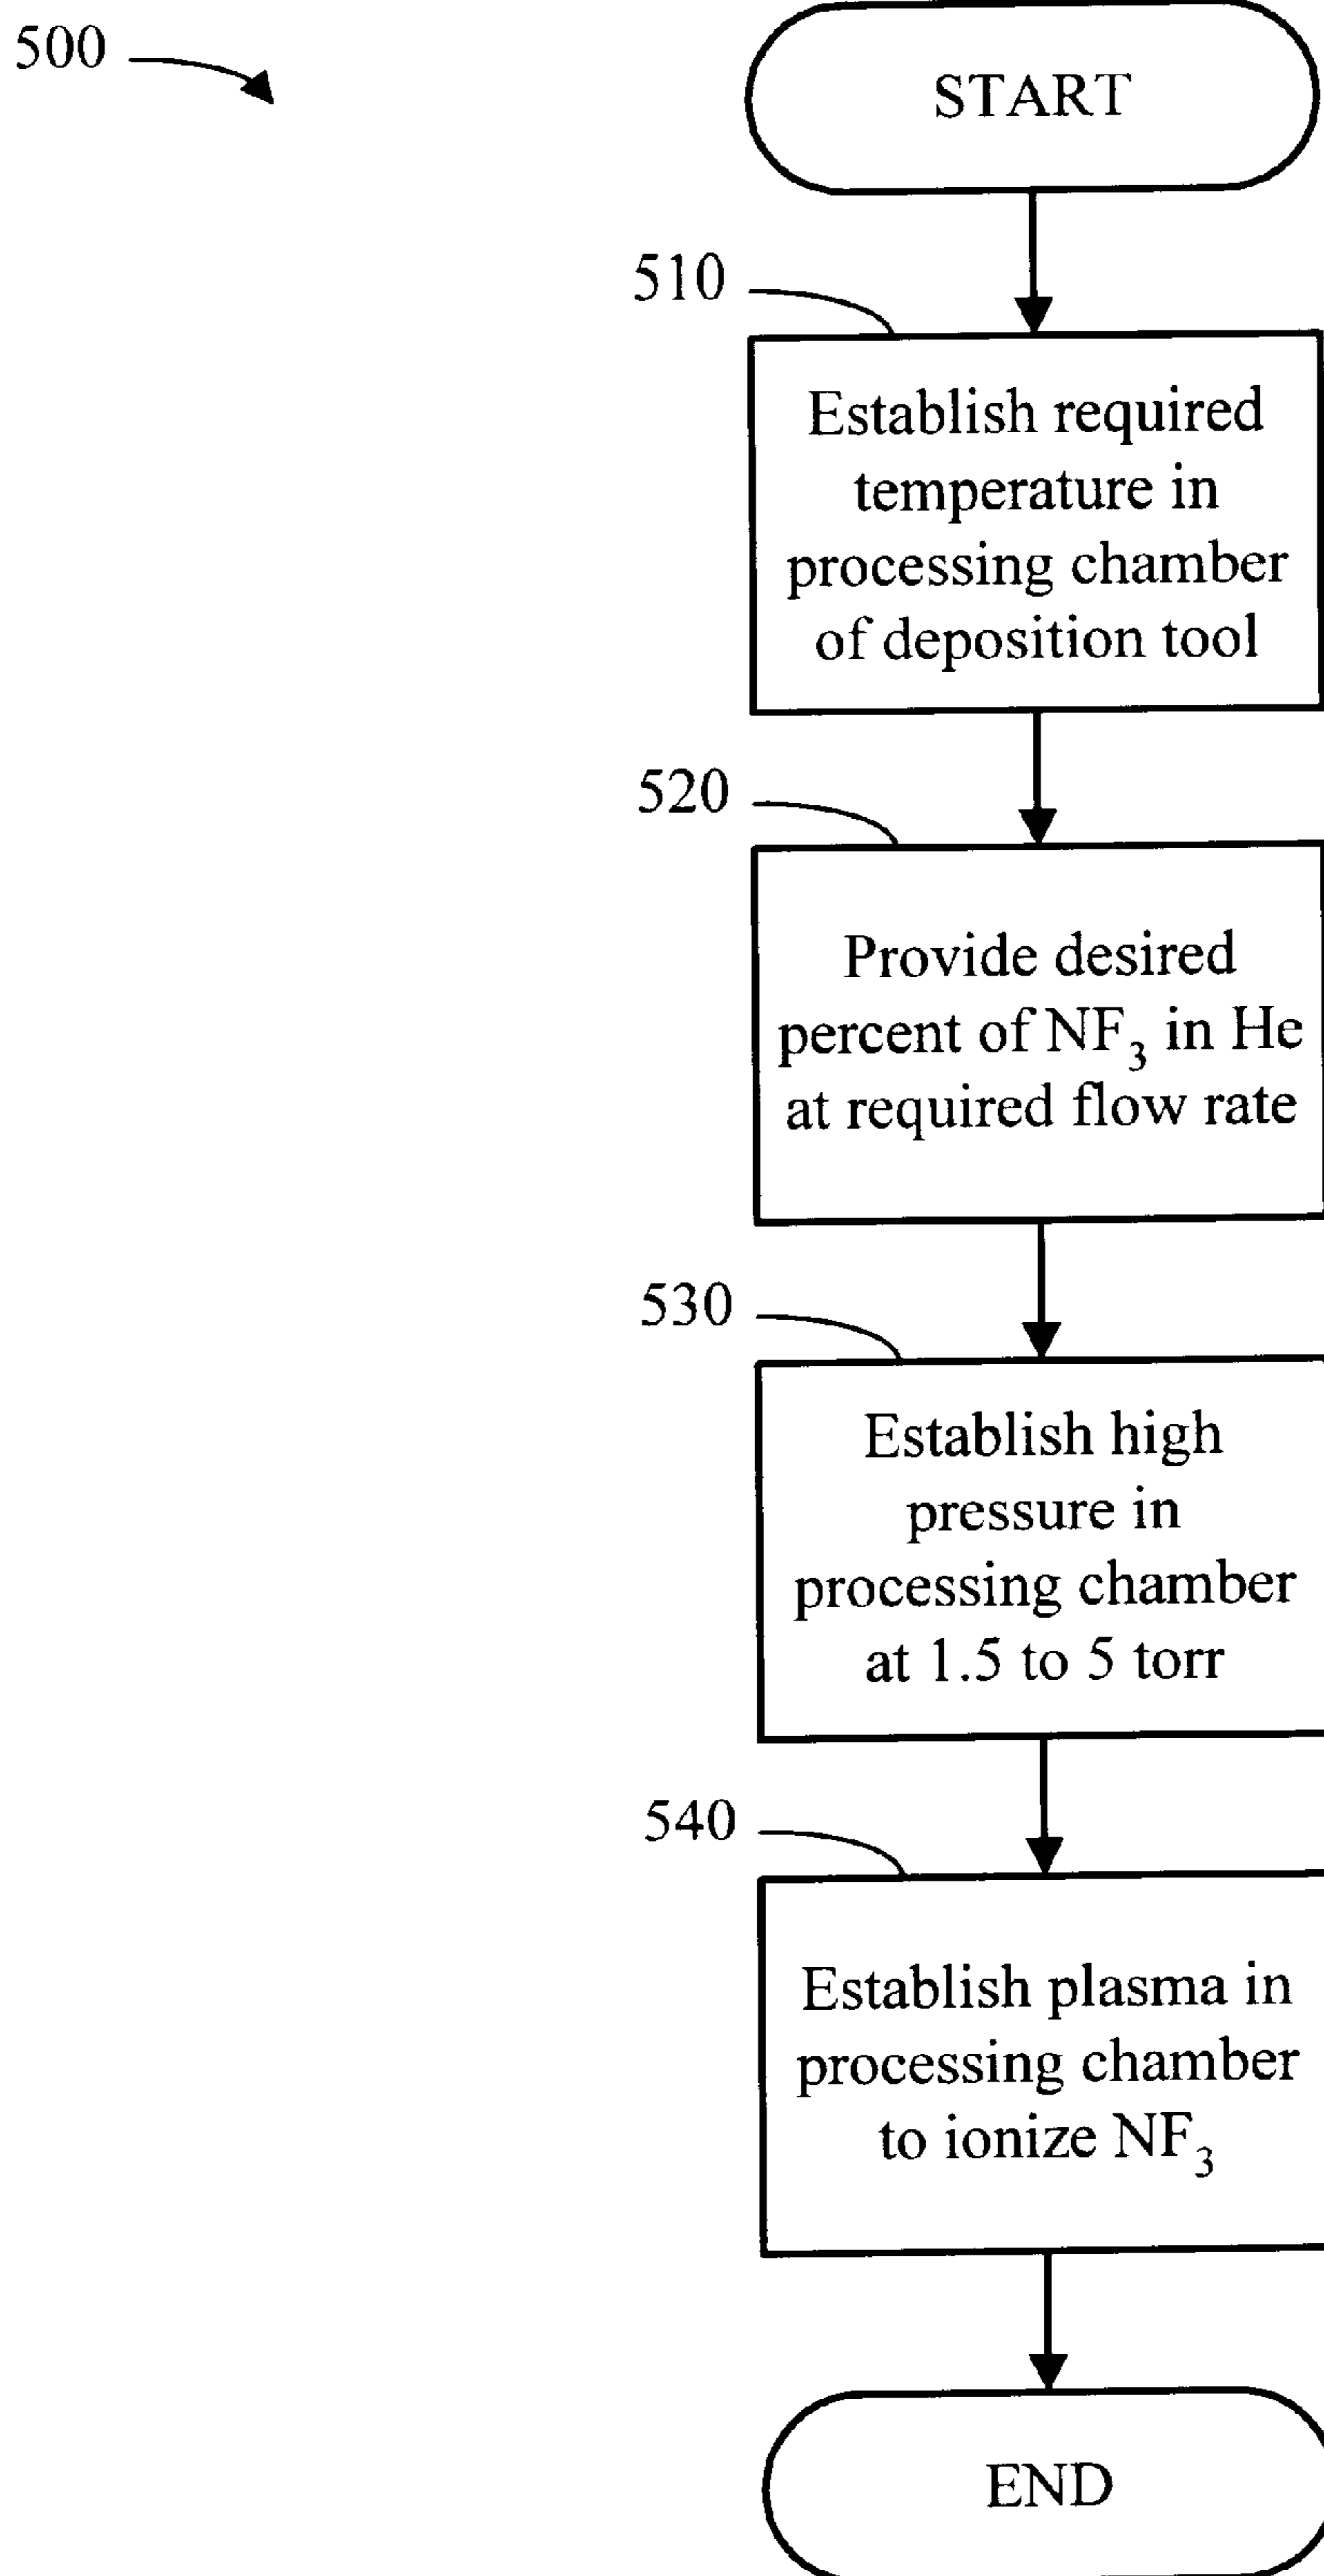 500
START
510
Establish required
temperature in
processing chamber
of deposition tool
520
Provide desired
percent of NF₃ in He
at required flow rate
530
Establish high
pressure in
processing chamber
at 1.5 to 5 torr
540
Establish plasma in
processing chamber
to ionize NF₃
END